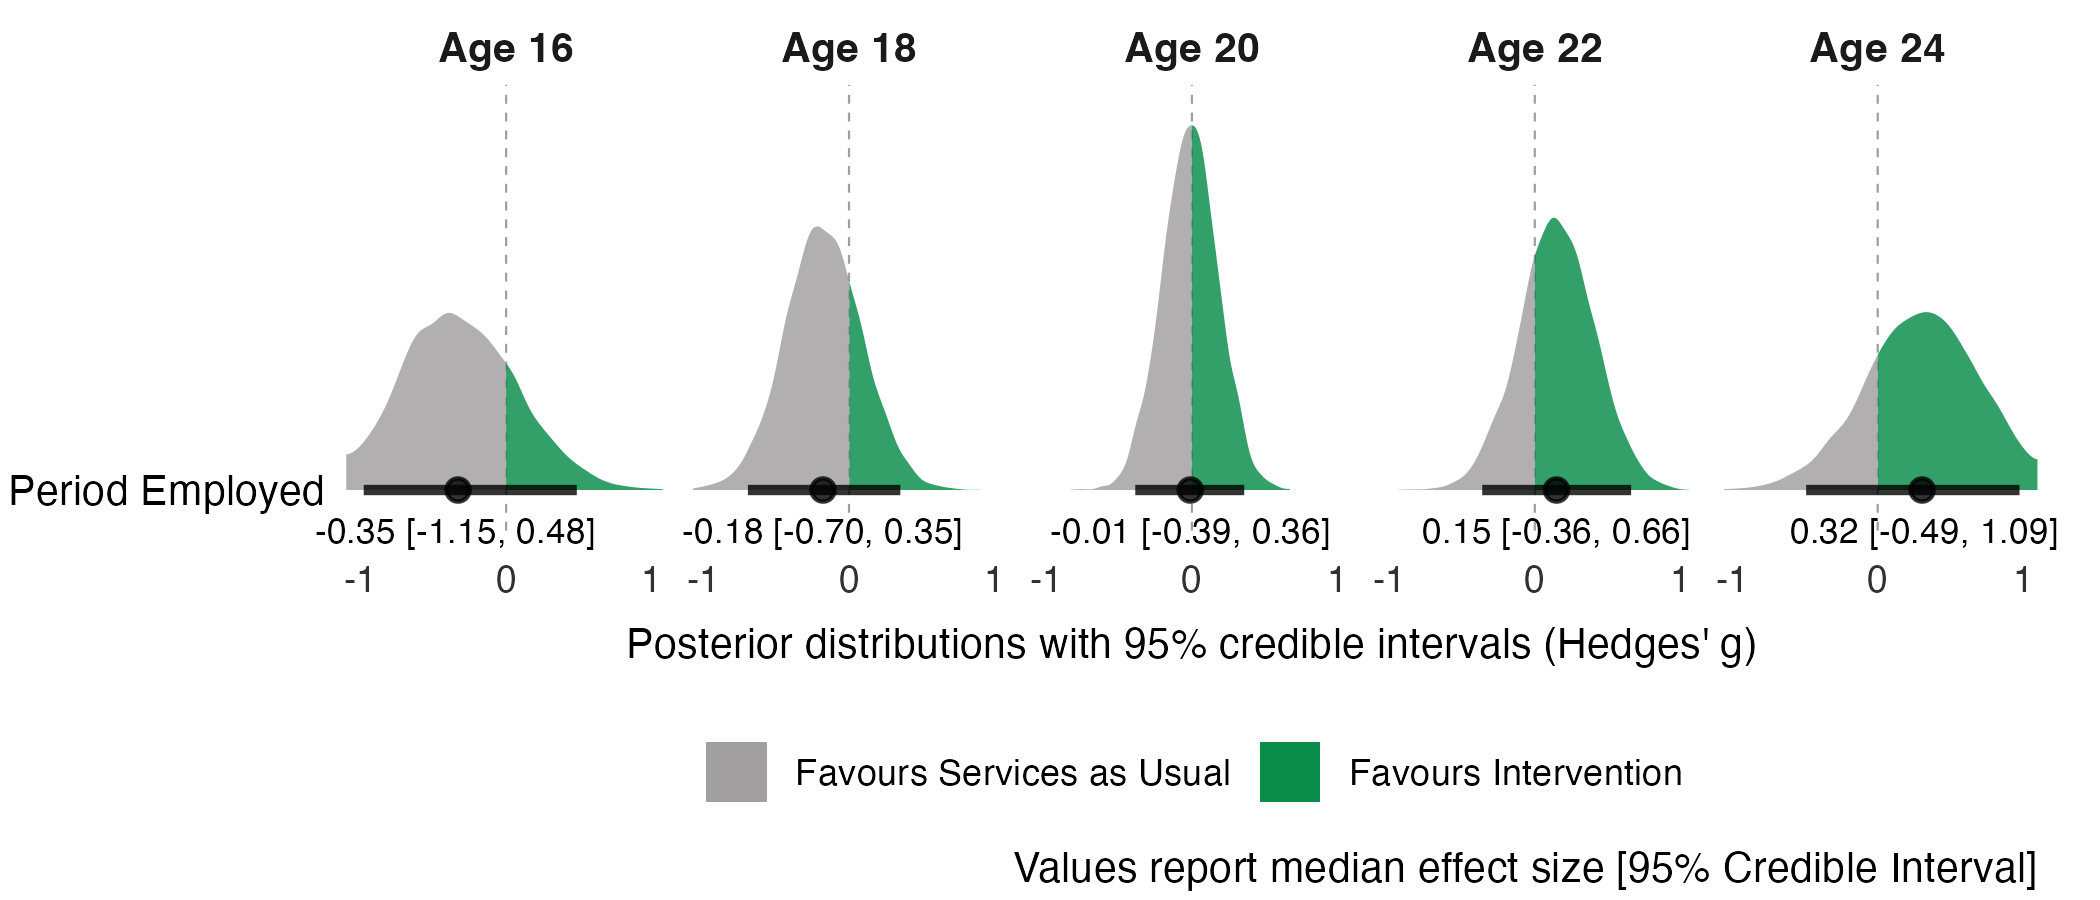 Age 16 Age 18 Age 20 Age 22 Age 24
Period Employed
-0.35 [-1.15, 0.48] -0.18 [-0.70, 0.35] -0.01 [-0.39, 0.36] 0.15 [-0.36, 0.66] 0.32 [-0.49, 1.09]
-1 0 1 -1 0 1 -1 0 1 -1 0 1 -1 0 1
Posterior distributions with 95% credible intervals (Hedges' g)
Favours Services as Usual Favours Intervention
Values report median effect size [95% Credible Interval]